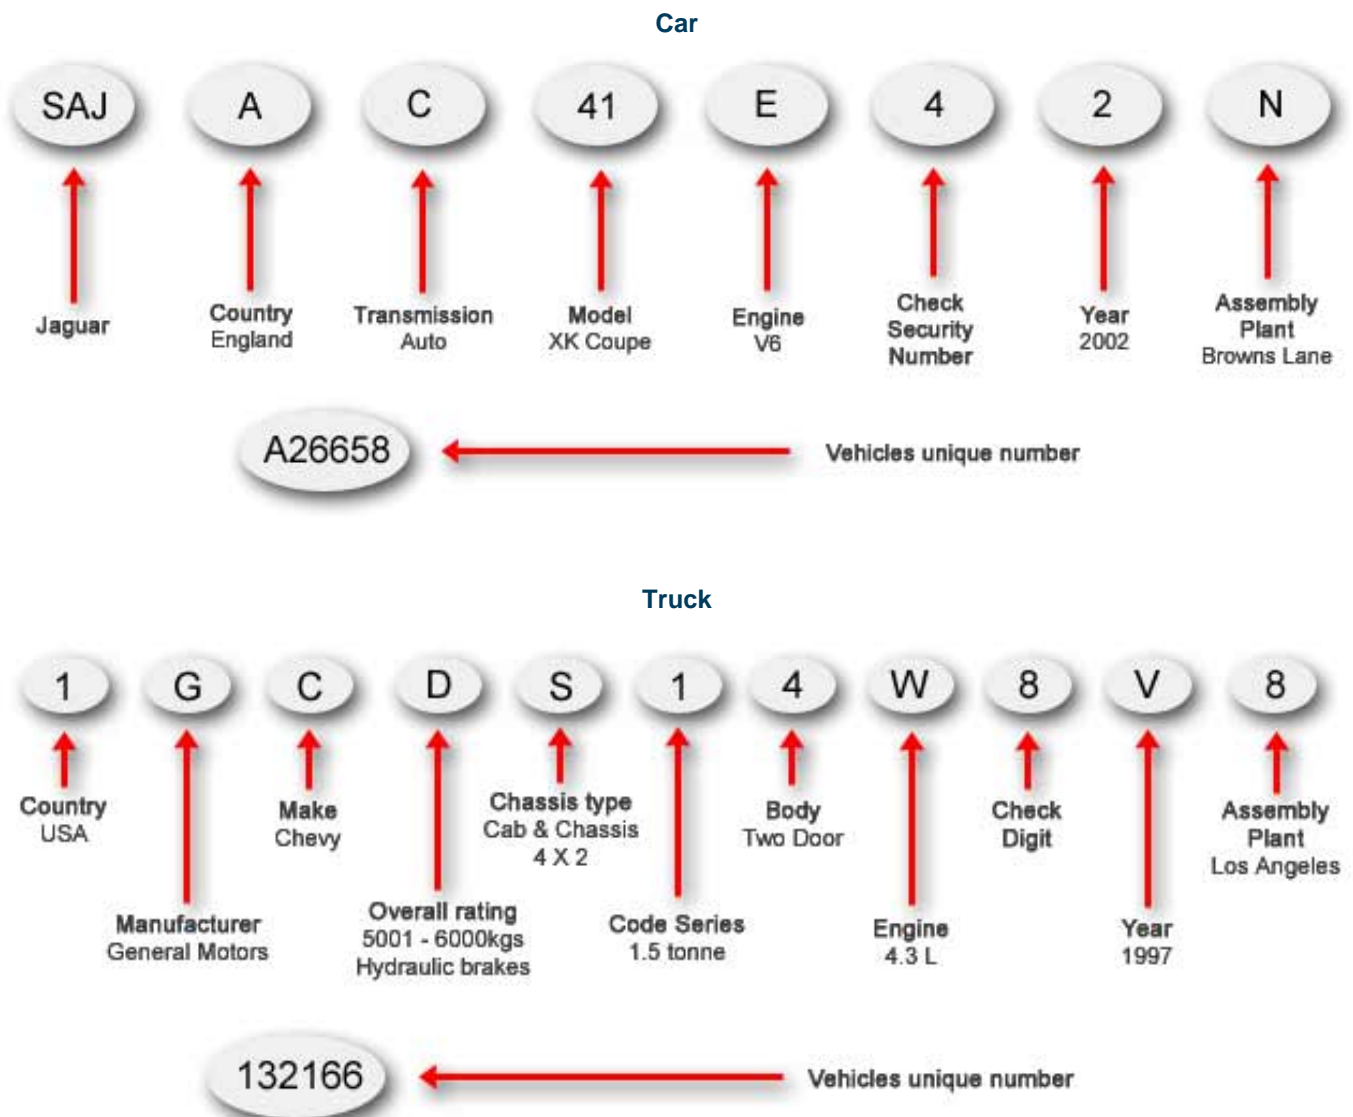 Car
SAJ A C 41 E 4 2 N
Jaguar
Country
England
Transmission
Auto
Model
XK Coupe
Engine
V6
Check
Security
Number
Year
2002
Assembly
Plant
Browns Lane
A26658 Vehicles unique number
Truck
1 G C D S 1 4 W 8 V 8
Country
USA
Manufacturer
General Motors
Make
Chevy
Overall rating
5001 - 6000kgs
Hydraulic brakes
Chassis type
Cab & Chassis
4 X 2
Code Series
1.5 tonne
Body
Two Door
Engine
4.3 L
Check
Digit
Year
1997
Assembly
Plant
Los Angeles
132166 Vehicles unique number